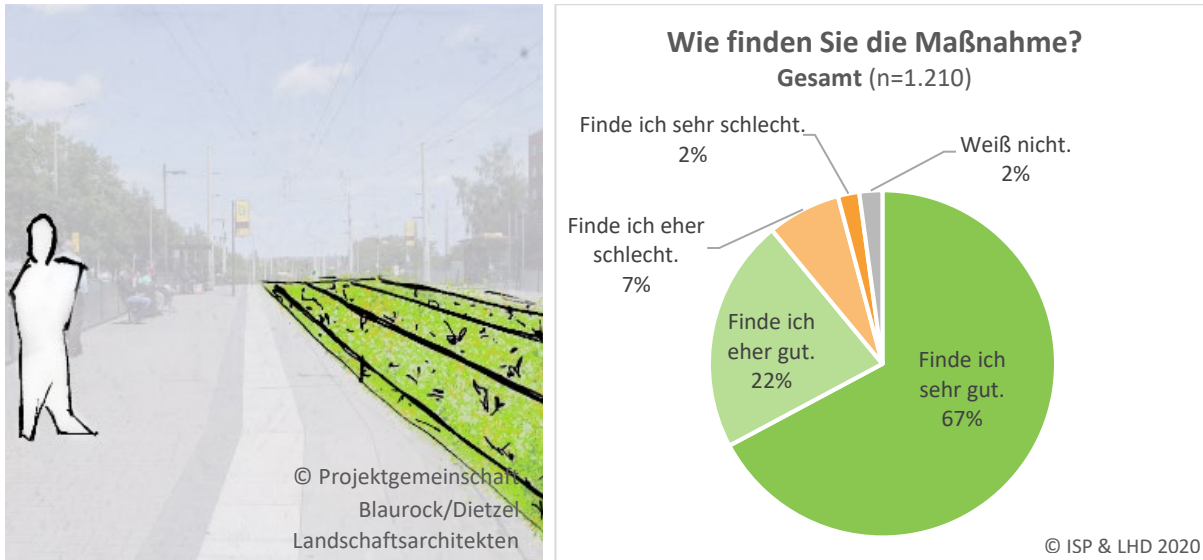 © Projektgemeinschaft
Blaurock/Dietzel
Landschaftsarchitekten
Wie finden Sie die Maßnahme?
Gesamt (n=1.210)
Finde ich sehr schlecht.
2%
Weiß nicht.
2%
Finde ich eher
schlecht.
7%
Finde ich
eher gut.
22%
Finde ich
sehr gut.
67%
© ISP & LHD 2020